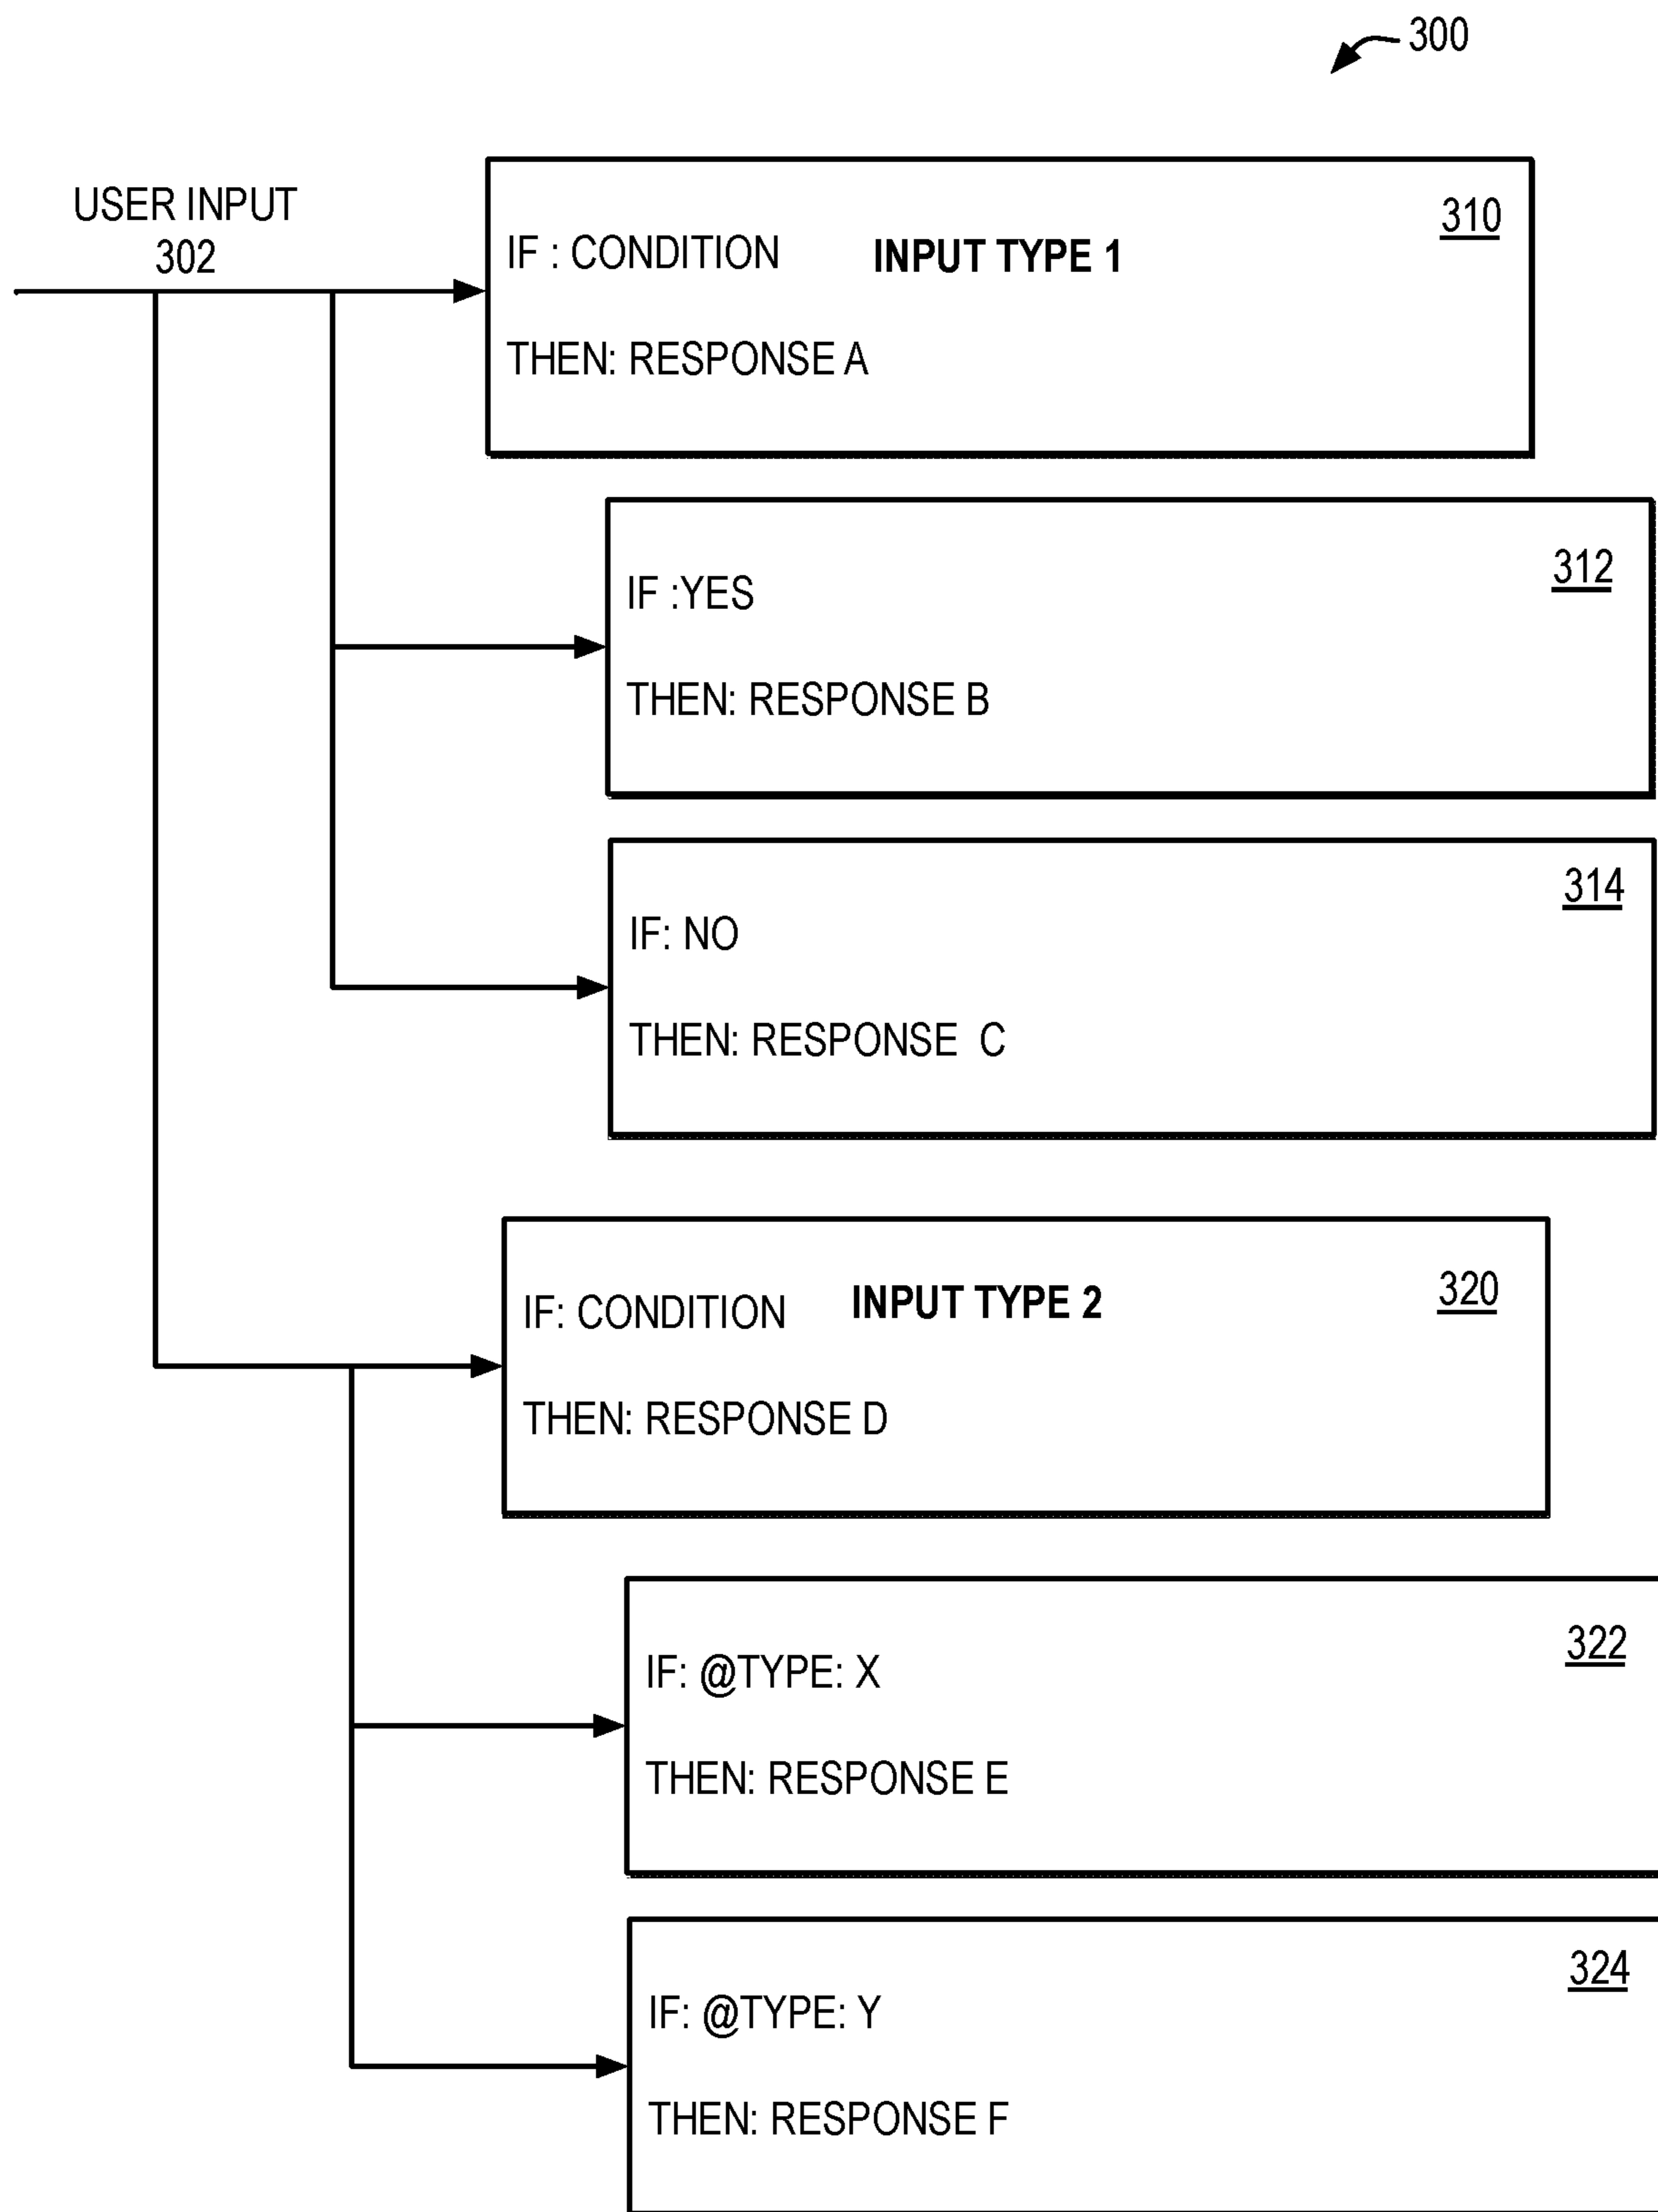 300
USER INPUT
302
310
IF : CONDITION INPUT TYPE 1
THEN: RESPONSE A
312
IF :YES
THEN: RESPONSE B
314
IF: NO
THEN: RESPONSE C
320
IF: CONDITION INPUT TYPE 2
THEN: RESPONSE D
322
IF: @TYPE: X
THEN: RESPONSE E
324
IF: @TYPE: Y
THEN: RESPONSE F